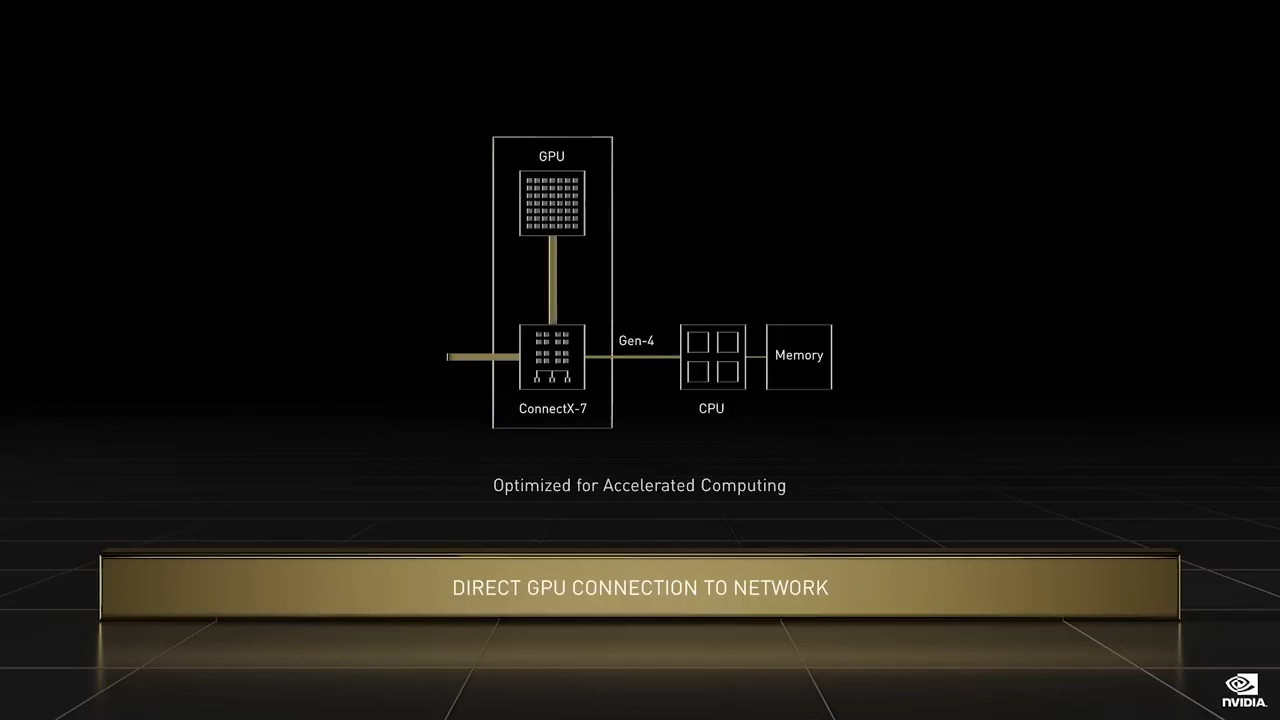 GPU
Gen-4
Memory
ConnectX-7
CPU
Optimized for Accelerated Computing
DIRECT GPU CONNECTION TO NETWORK
NVIDIA.